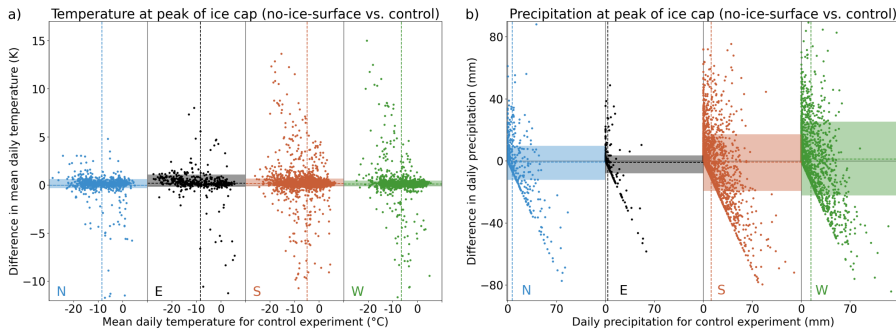 a)
Temperature at peak of ice cap (no-ice-surface vs. control)
Difference in mean daily temperature (K)
15
10
5
0
−5
−10
N
E
S
W
-20 -10 0
-20 -10 0
-20 -10 0
-20 -10 0
Mean daily temperature for control experiment (°C)
b)
Precipitation at peak of ice cap (no-ice-surface vs. control)
Difference in daily precipitation (mm)
80
40
0
−40
−80
N
E
S
W
0 70
0 70
0 70
0 70
Daily precipitation for control experiment (mm)